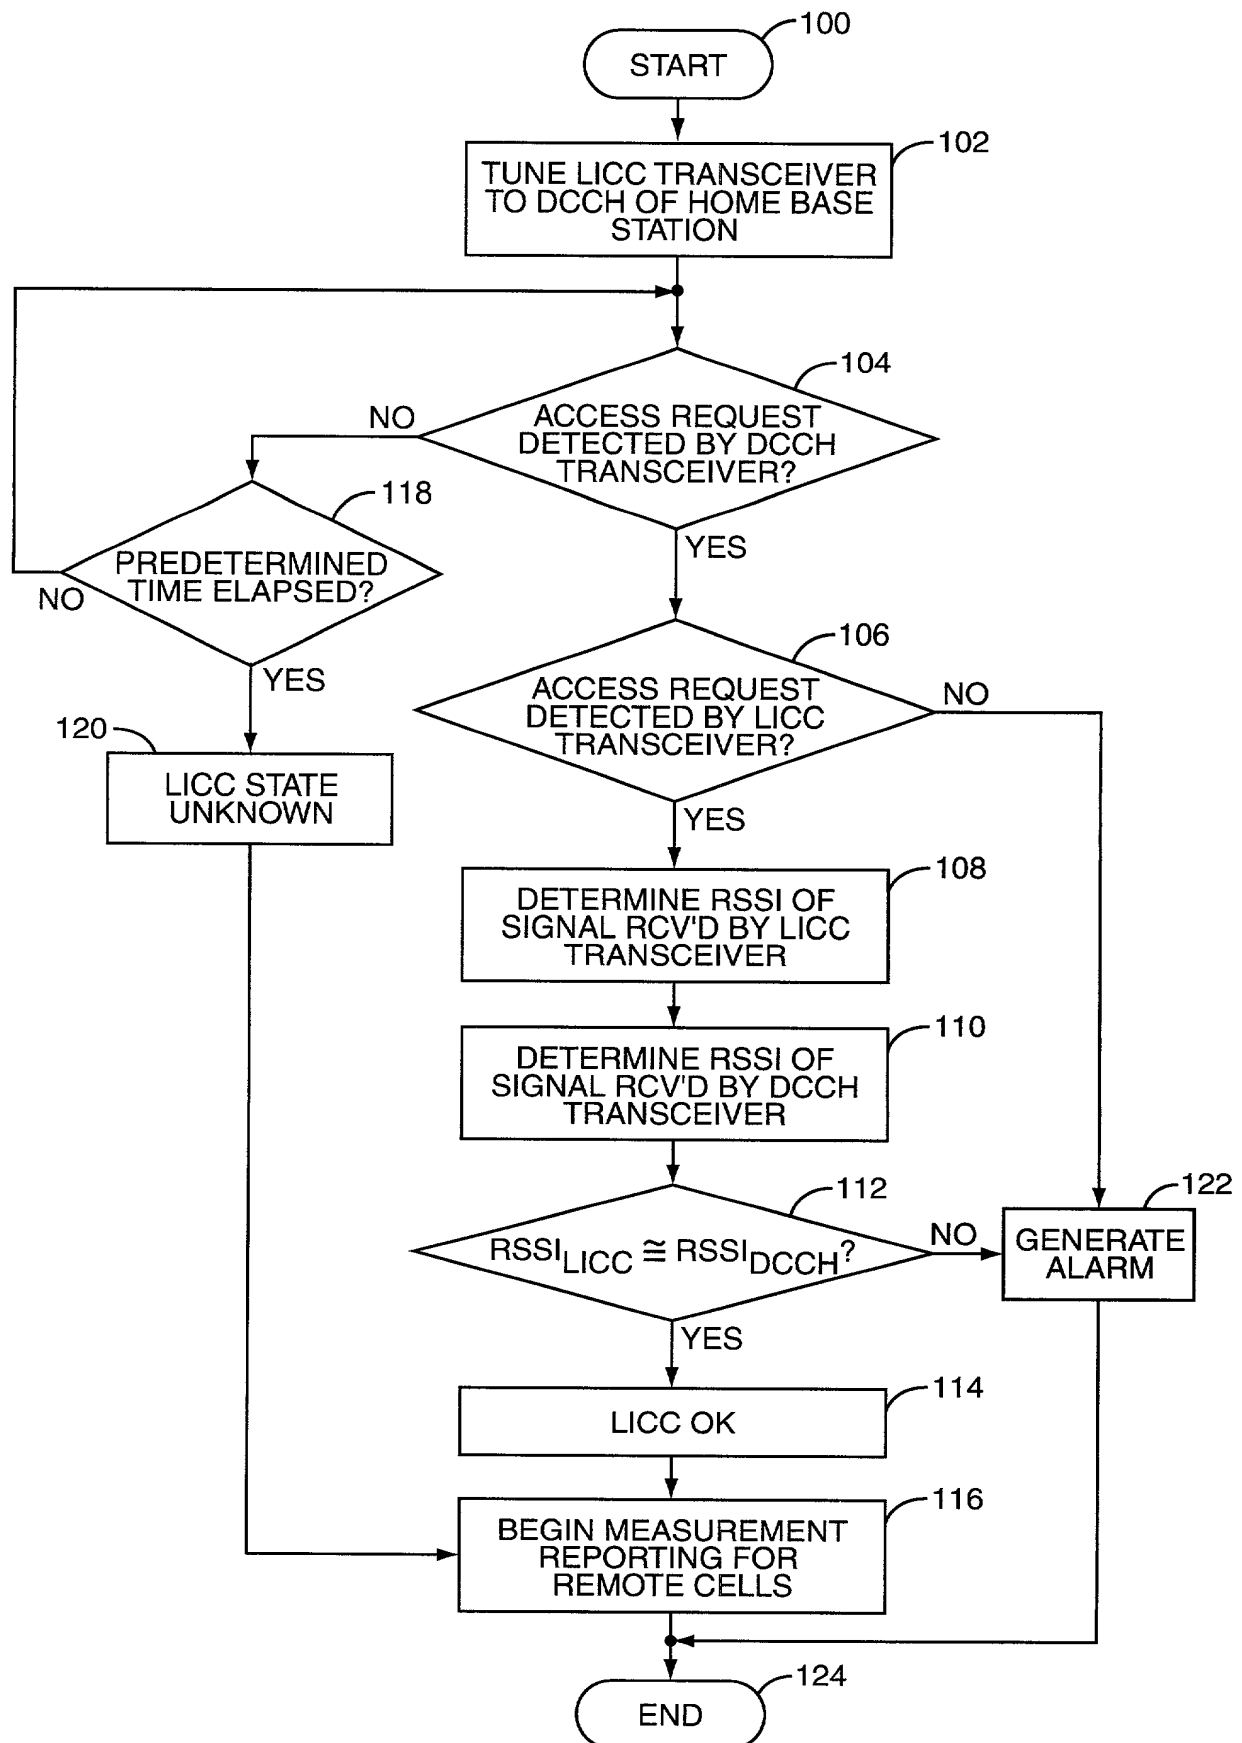 100
START
102
TUNE LICC TRANSCEIVER
TO DCCH OF HOME BASE
STATION
104
NO
ACCESS REQUEST
DETECTED BY DCCH
TRANSCEIVER?
118
YES
PREDETERMINED
TIME ELAPSED?
NO
106
YES
ACCESS REQUEST
DETECTED BY LICC
TRANSCEIVER?
NO
120
LICC STATE
UNKNOWN
YES
108
DETERMINE RSSI OF
SIGNAL RCV'D BY LICC
TRANSCEIVER
110
DETERMINE RSSI OF
SIGNAL RCV'D BY DCCH
TRANSCEIVER
112
122
RSSILICC ≅ RSSIDCCH?
NO
GENERATE
ALARM
YES
114
LICC OK
116
BEGIN MEASUREMENT
REPORTING FOR
REMOTE CELLS
124
END